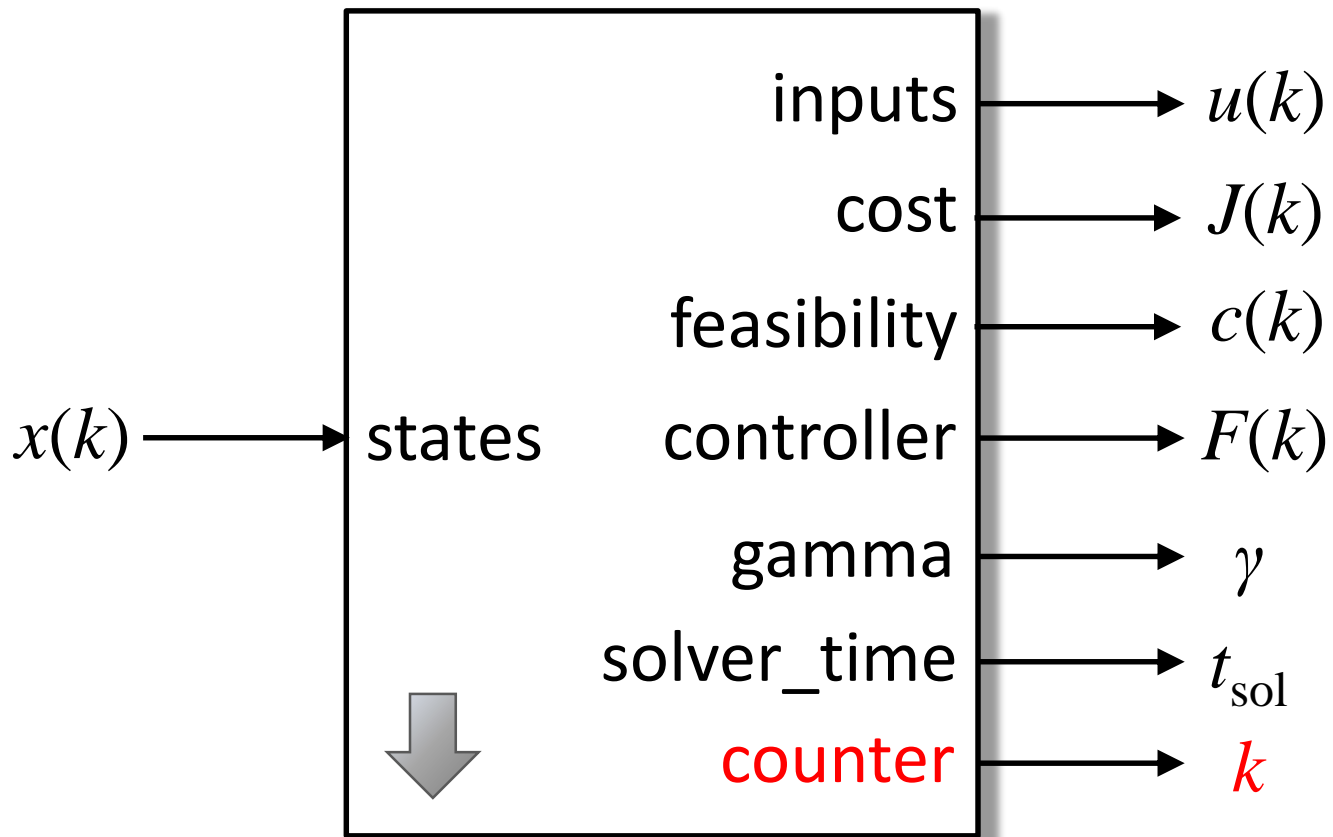 inputs u(k)
cost J(k)
feasibility c(k)
x(k) states controller F(k)
gamma γ
solver_time t_sol
counter k